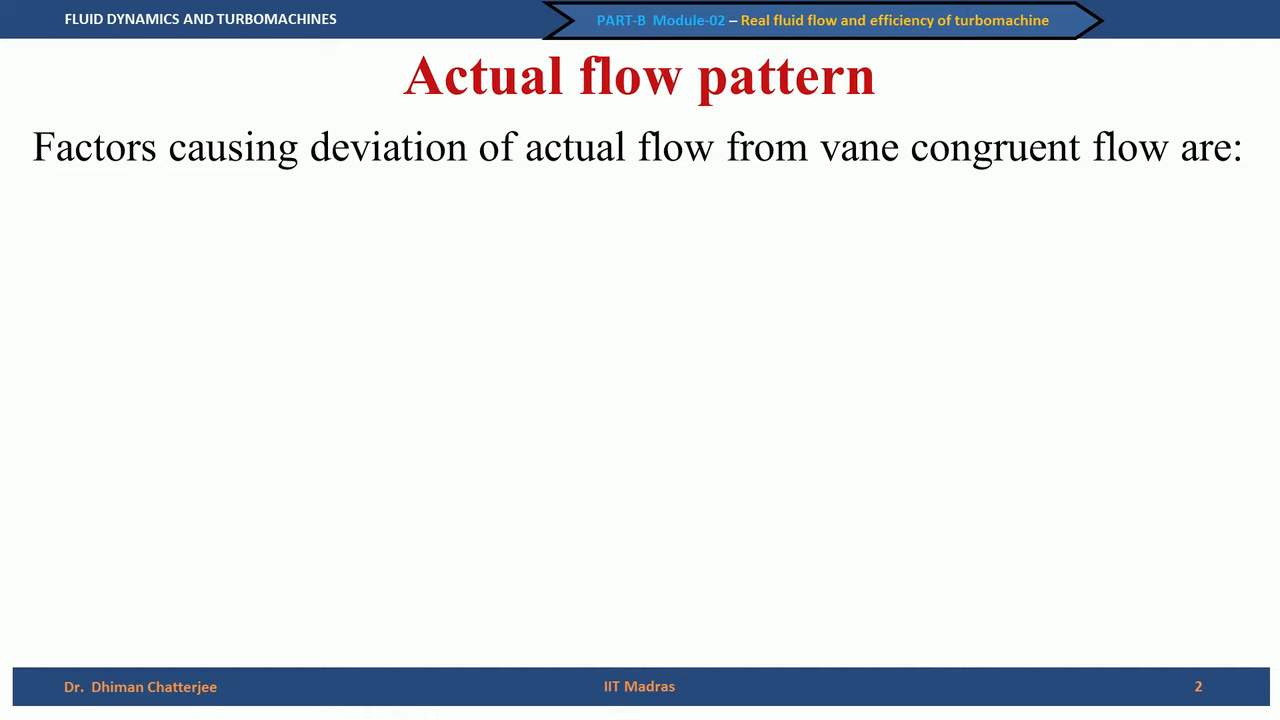 FLUID DYNAMICS AND TURBOMACHINES
PART-B Module-02 – Real fluid flow and efficiency of turbomachine
Actual flow pattern
Factors causing deviation of actual flow from vane congruent flow are:
Dr. Dhiman Chatterjee
IIT Madras
2